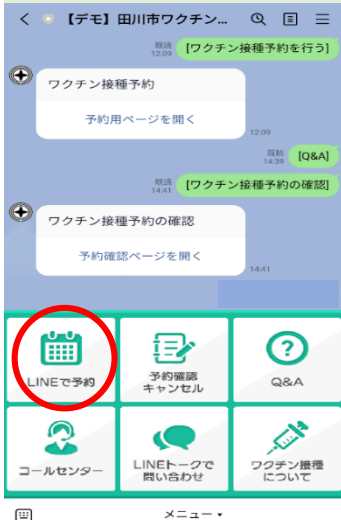 【デモ】田川市ワクチン...
既読
12:09
[ワクチン接種予約を行う]
ワクチン接種予約
予約用ページを開く
12:09
既読
14:39
[Q&A]
既読
14:41
[ワクチン接種予約の確認]
ワクチン接種予約の確認
予約確認ページを開く
14:41
LINEで予約
予約確認
キャンセル
Q&A
コールセンター
LINEトークで
問い合わせ
ワクチン接種
について
メニュー